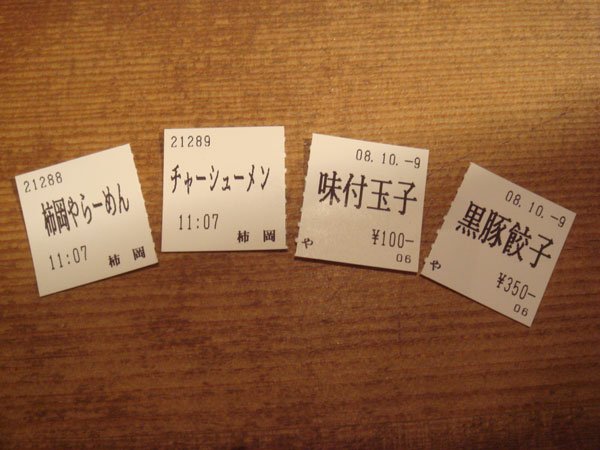 21288
柿岡やらーめん
11:07
柿 岡
21289
チャーシューメン
11:07
柿 岡
08.10.-9
味付玉子
¥100-
や
06
08.10.-9
黒豚餃子
¥350-
や
06